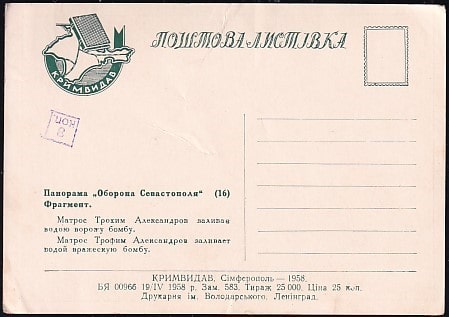 ПОШТОВА ЛИСТІВКА
КРИМВИДАВ
8 коп
Панорама „Оборона Севастополя“ (16)
Фрагмент.
Матрос Трохим Александров заливає
водою ворожу бомбу.
Матрос Трофим Александров заливает
водой вражескую бомбу.
КРИМВИДАВ, Сімферополь—1958.
БЯ 00966 19/IV 1958 р. Зам. 583. Тираж 25 000. Ціна 25 коп.
Друкарня ім. Володарського, Ленінград.